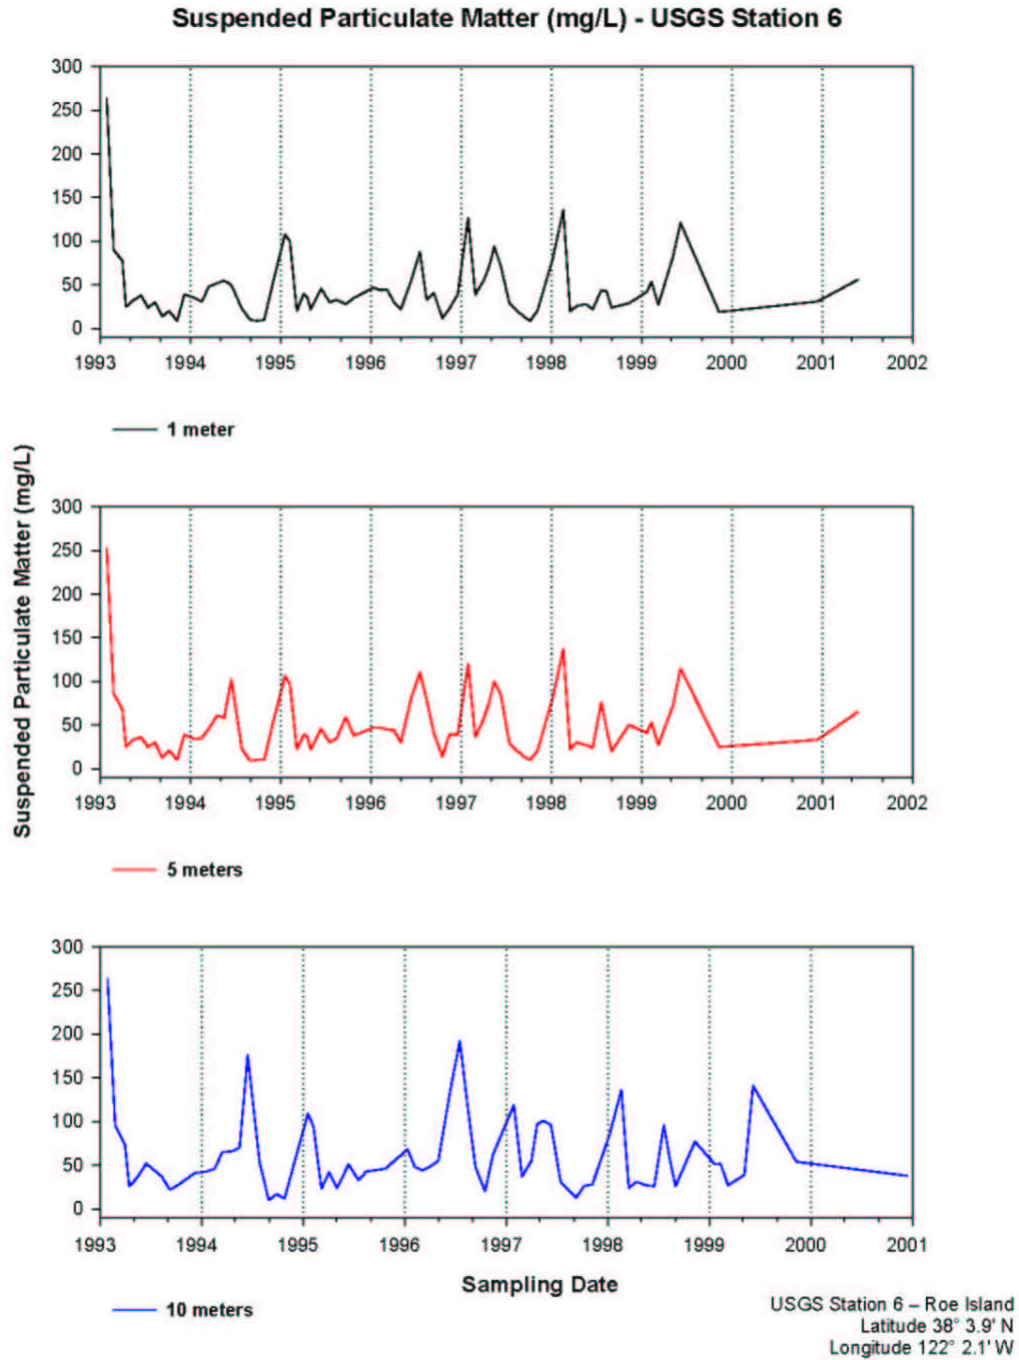 Suspended Particulate Matter (mg/L) - USGS Station 6
300
250
200
150
100
50
0
1993 1994 1995 1996 1997 1998 1999 2000 2001 2002
1 meter
Suspended Particulate Matter (mg/L)
300
250
200
150
100
50
0
1993 1994 1995 1996 1997 1998 1999 2000 2001 2002
5 meters
300
250
200
150
100
50
0
1993 1994 1995 1996 1997 1998 1999 2000 2001
Sampling Date
10 meters
USGS Station 6 – Roe Island
Latitude 38° 3.9' N
Longitude 122° 2.1' W